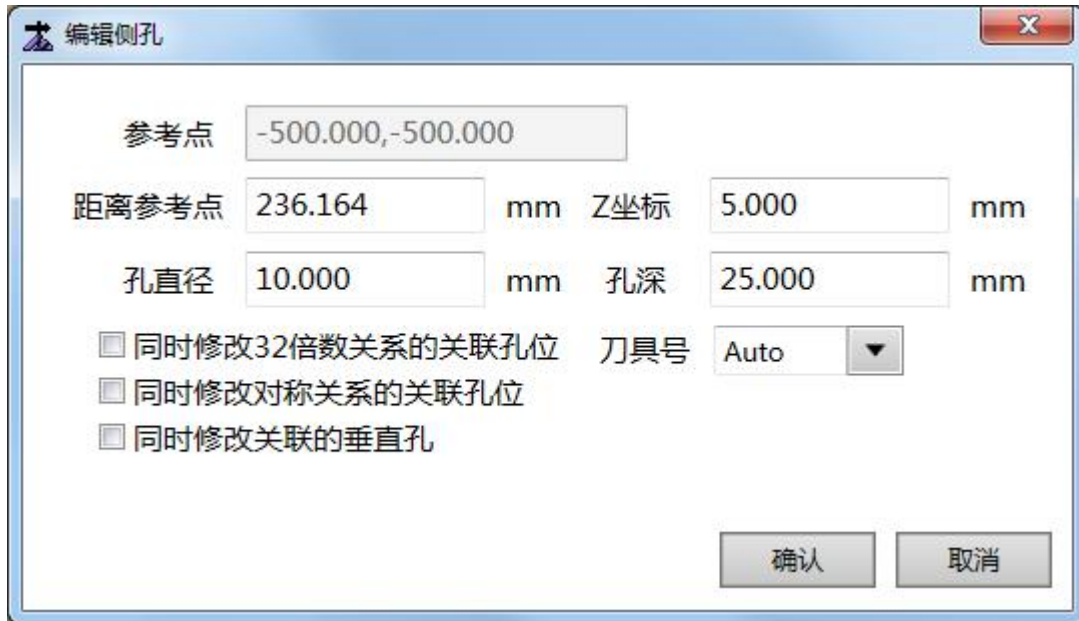 编辑侧孔
参考点 -500.000,-500.000
距离参考点 236.164 mm Z坐标 5.000 mm
孔直径 10.000 mm 孔深 25.000 mm
同时修改32倍数关系的关联孔位 刀具号 Auto
同时修改对称关系的关联孔位
同时修改关联的垂直孔
确认 取消